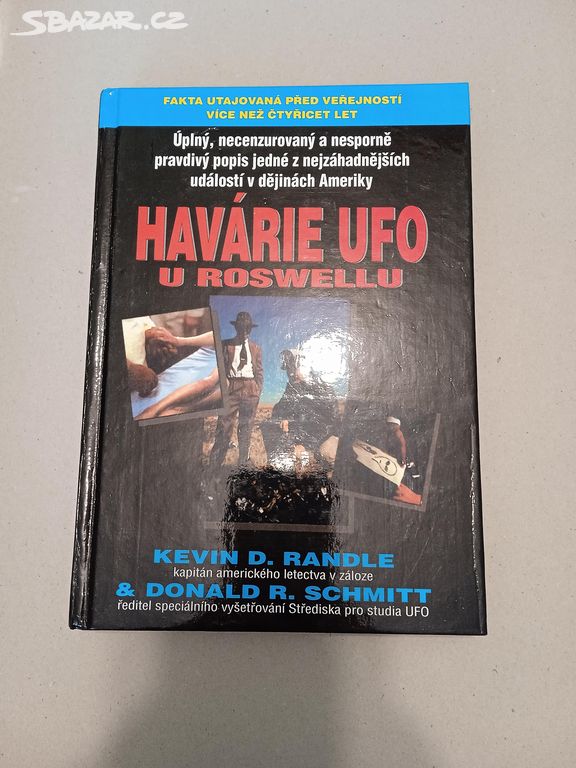 SBAZAR.CZ
FAKTA UTAJOVANÁ PŘED VEŘEJNOSTÍ
VÍCE NEŽ ČTYŘICET LET
Úplný, necenzurovaný a nesporně
pravdivý popis jedné z nejzáhadnějších
událostí v dějinách Ameriky
HAVÁRIE UFO
U ROSWELLU
KEVIN D. RANDLE
kapitán amerického letectva v záloze
& DONALD R. SCHMITT
ředitel speciálního vyšetřování Střediska pro studia UFO